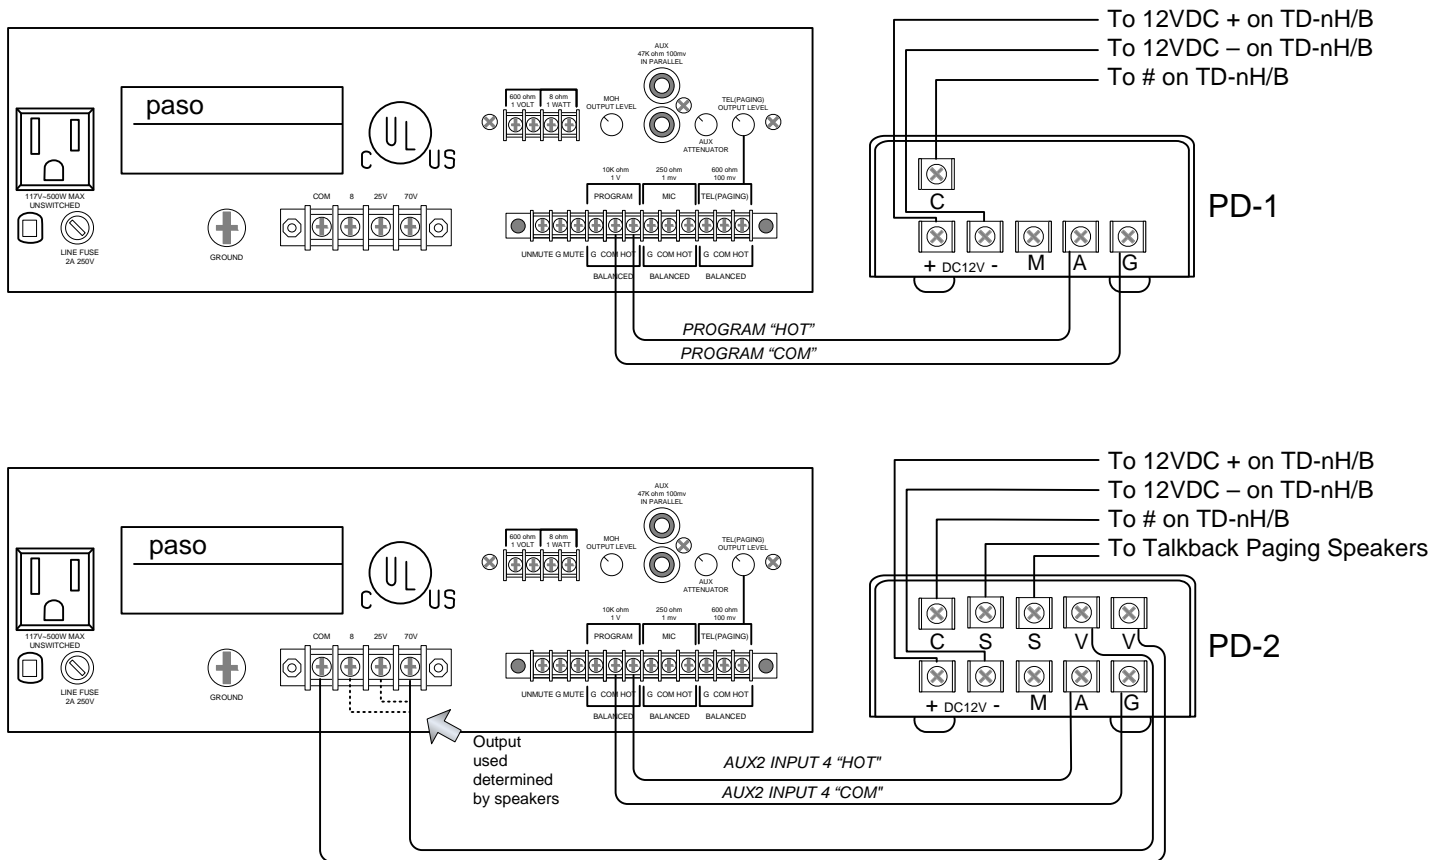 To 12VDC + on TD-nH/B
To 12VDC – on TD-nH/B
To # on TD-nH/B
AUX
47K ohm 100mv
IN PARALLEL
paso
UL
C US
600 ohm
1 VOLT
8 ohm
1 WATT
MOH
OUTPUT LEVEL
TEL(PAGING)
OUTPUT LEVEL
AUX
ATTENUATOR
117V~500W MAX
UNSWITCHED
LINE FUSE
2A 250V
GROUND
COM 8 25V 70V
10K ohm
1 V
250 ohm
1 mv
600 ohm
100 mv
PROGRAM MIC TEL(PAGING)
UNMUTE G MUTE G COM HOT G COM HOT G COM HOT
BALANCED BALANCED BALANCED
C
+ DC12V - M A G
PD-1
PROGRAM “HOT”
PROGRAM “COM”
To 12VDC + on TD-nH/B
To 12VDC – on TD-nH/B
To # on TD-nH/B
To Talkback Paging Speakers
AUX
47K ohm 100mv
IN PARALLEL
paso
UL
C US
600 ohm
1 VOLT
8 ohm
1 WATT
MOH
OUTPUT LEVEL
TEL(PAGING)
OUTPUT LEVEL
AUX
ATTENUATOR
117V~500W MAX
UNSWITCHED
LINE FUSE
2A 250V
GROUND
COM 8 25V 70V
10K ohm
1 V
250 ohm
1 mv
600 ohm
100 mv
PROGRAM MIC TEL(PAGING)
UNMUTE G MUTE G COM HOT G COM HOT G COM HOT
BALANCED BALANCED BALANCED
C S S V V
+ DC12V - M A G
PD-2
Output
used
determined
by speakers
AUX2 INPUT 4 “HOT"
AUX2 INPUT 4 “COM"